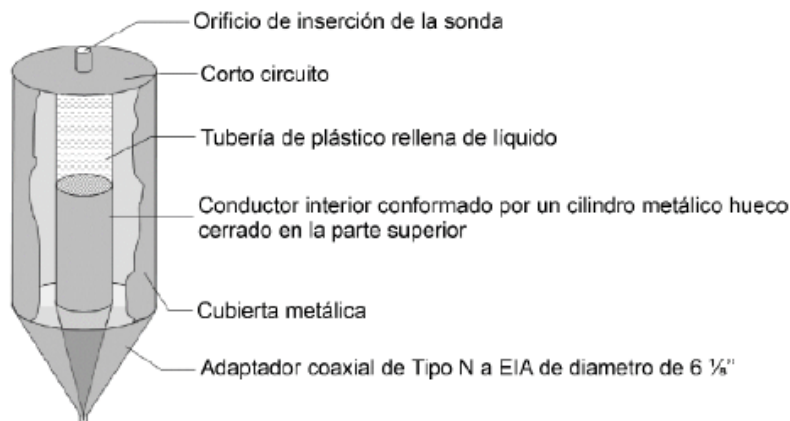 Orificio de inserción de la sonda
Corto circuito
Tubería de plástico rellena de líquido
Conductor interior conformado por un cilindro metálico hueco
cerrado en la parte superior
Cubierta metálica
Adaptador coaxial de Tipo N a EIA de diametro de 6 ⅛"